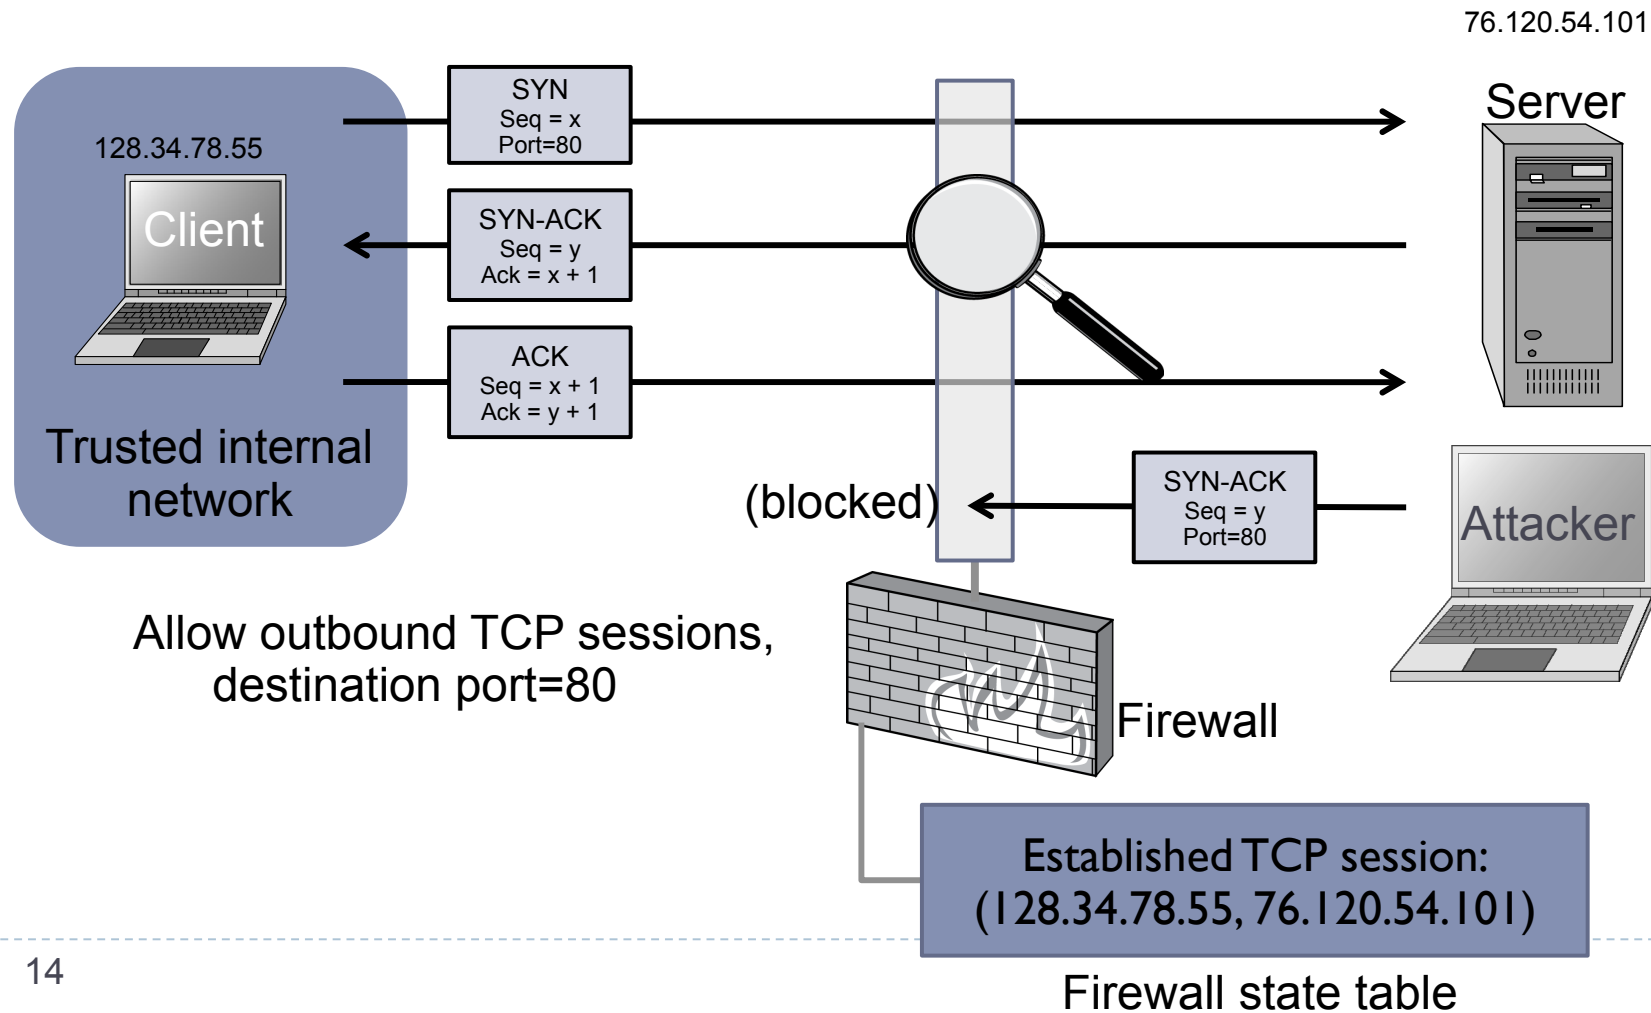 76.120.54.101
Server
SYN
Seq = x
Port=80
128.34.78.55
Client
SYN-ACK
Seq = y
Ack = x + 1
ACK
Seq = x + 1
Ack = y + 1
Trusted internal
network
(blocked)
SYN-ACK
Seq = y
Port=80
Attacker
Allow outbound TCP sessions,
destination port=80
Firewall
Established TCP session:
(128.34.78.55, 76.120.54.101)
Firewall state table
14